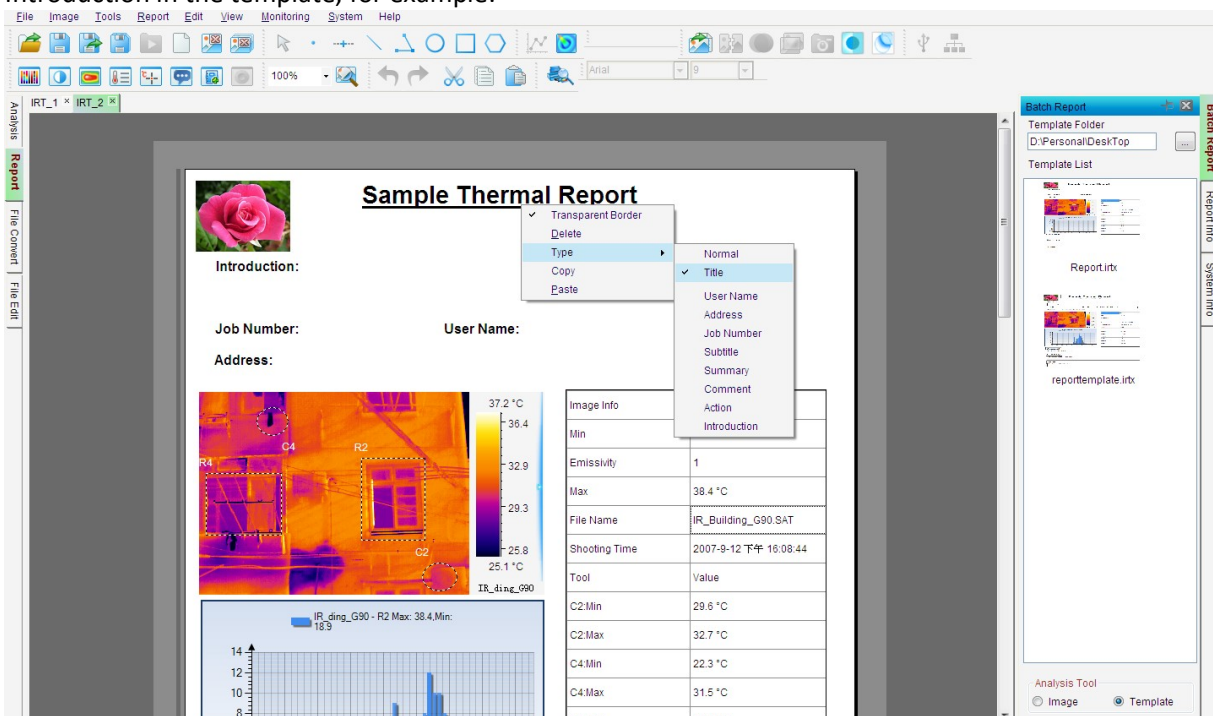 introduction in the template, for example:
File Image Tools Report Edit View Monitoring System Help
100% Arial 9
IRT_1 × IRT_2 ×
Analysis
Report
File Convert
File Edit
Sample Thermal Report
Introduction:
Job Number: User Name:
Address:
Transparent Border
Delete
Type
Copy
Paste
Normal
Title
User Name
Address
Job Number
Subtitle
Summary
Comment
Action
Introduction
37.2 °C
36.4
32.9
29.3
25.8
25.1 °C
IR_ding_G90
C4
R2
R4
C2
Image Info
Min
Emissivity 1
Max 38.4 °C
File Name IR_Building_G90.SAT
Shooting Time 2007-9-12 下午 16:08:44
Tool Value
C2:Min 29.6 °C
C2:Max 32.7 °C
C4:Min 22.3 °C
C4:Max 31.5 °C
IR_ding_G90 - R2 Max: 38.4,Min:
18.9
14
12
10
8
Batch Report
Template Folder
D:\Personal\DeskTop ...
Template List
Report.irtx
reporttemplate.irtx
Analysis Tool
Image Template
Batch Report
Report Info
System Info